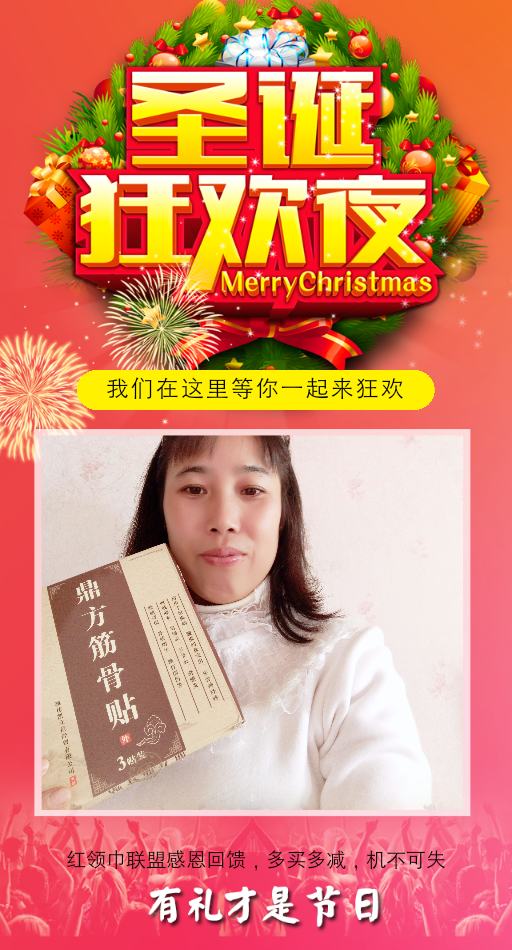 圣诞
狂欢夜
MerryChristmas
我们在这里等你一起来狂欢
鼎方筋骨贴
3贴装
红领巾联盟感恩回馈，多买多减，机不可失
有礼才是节日